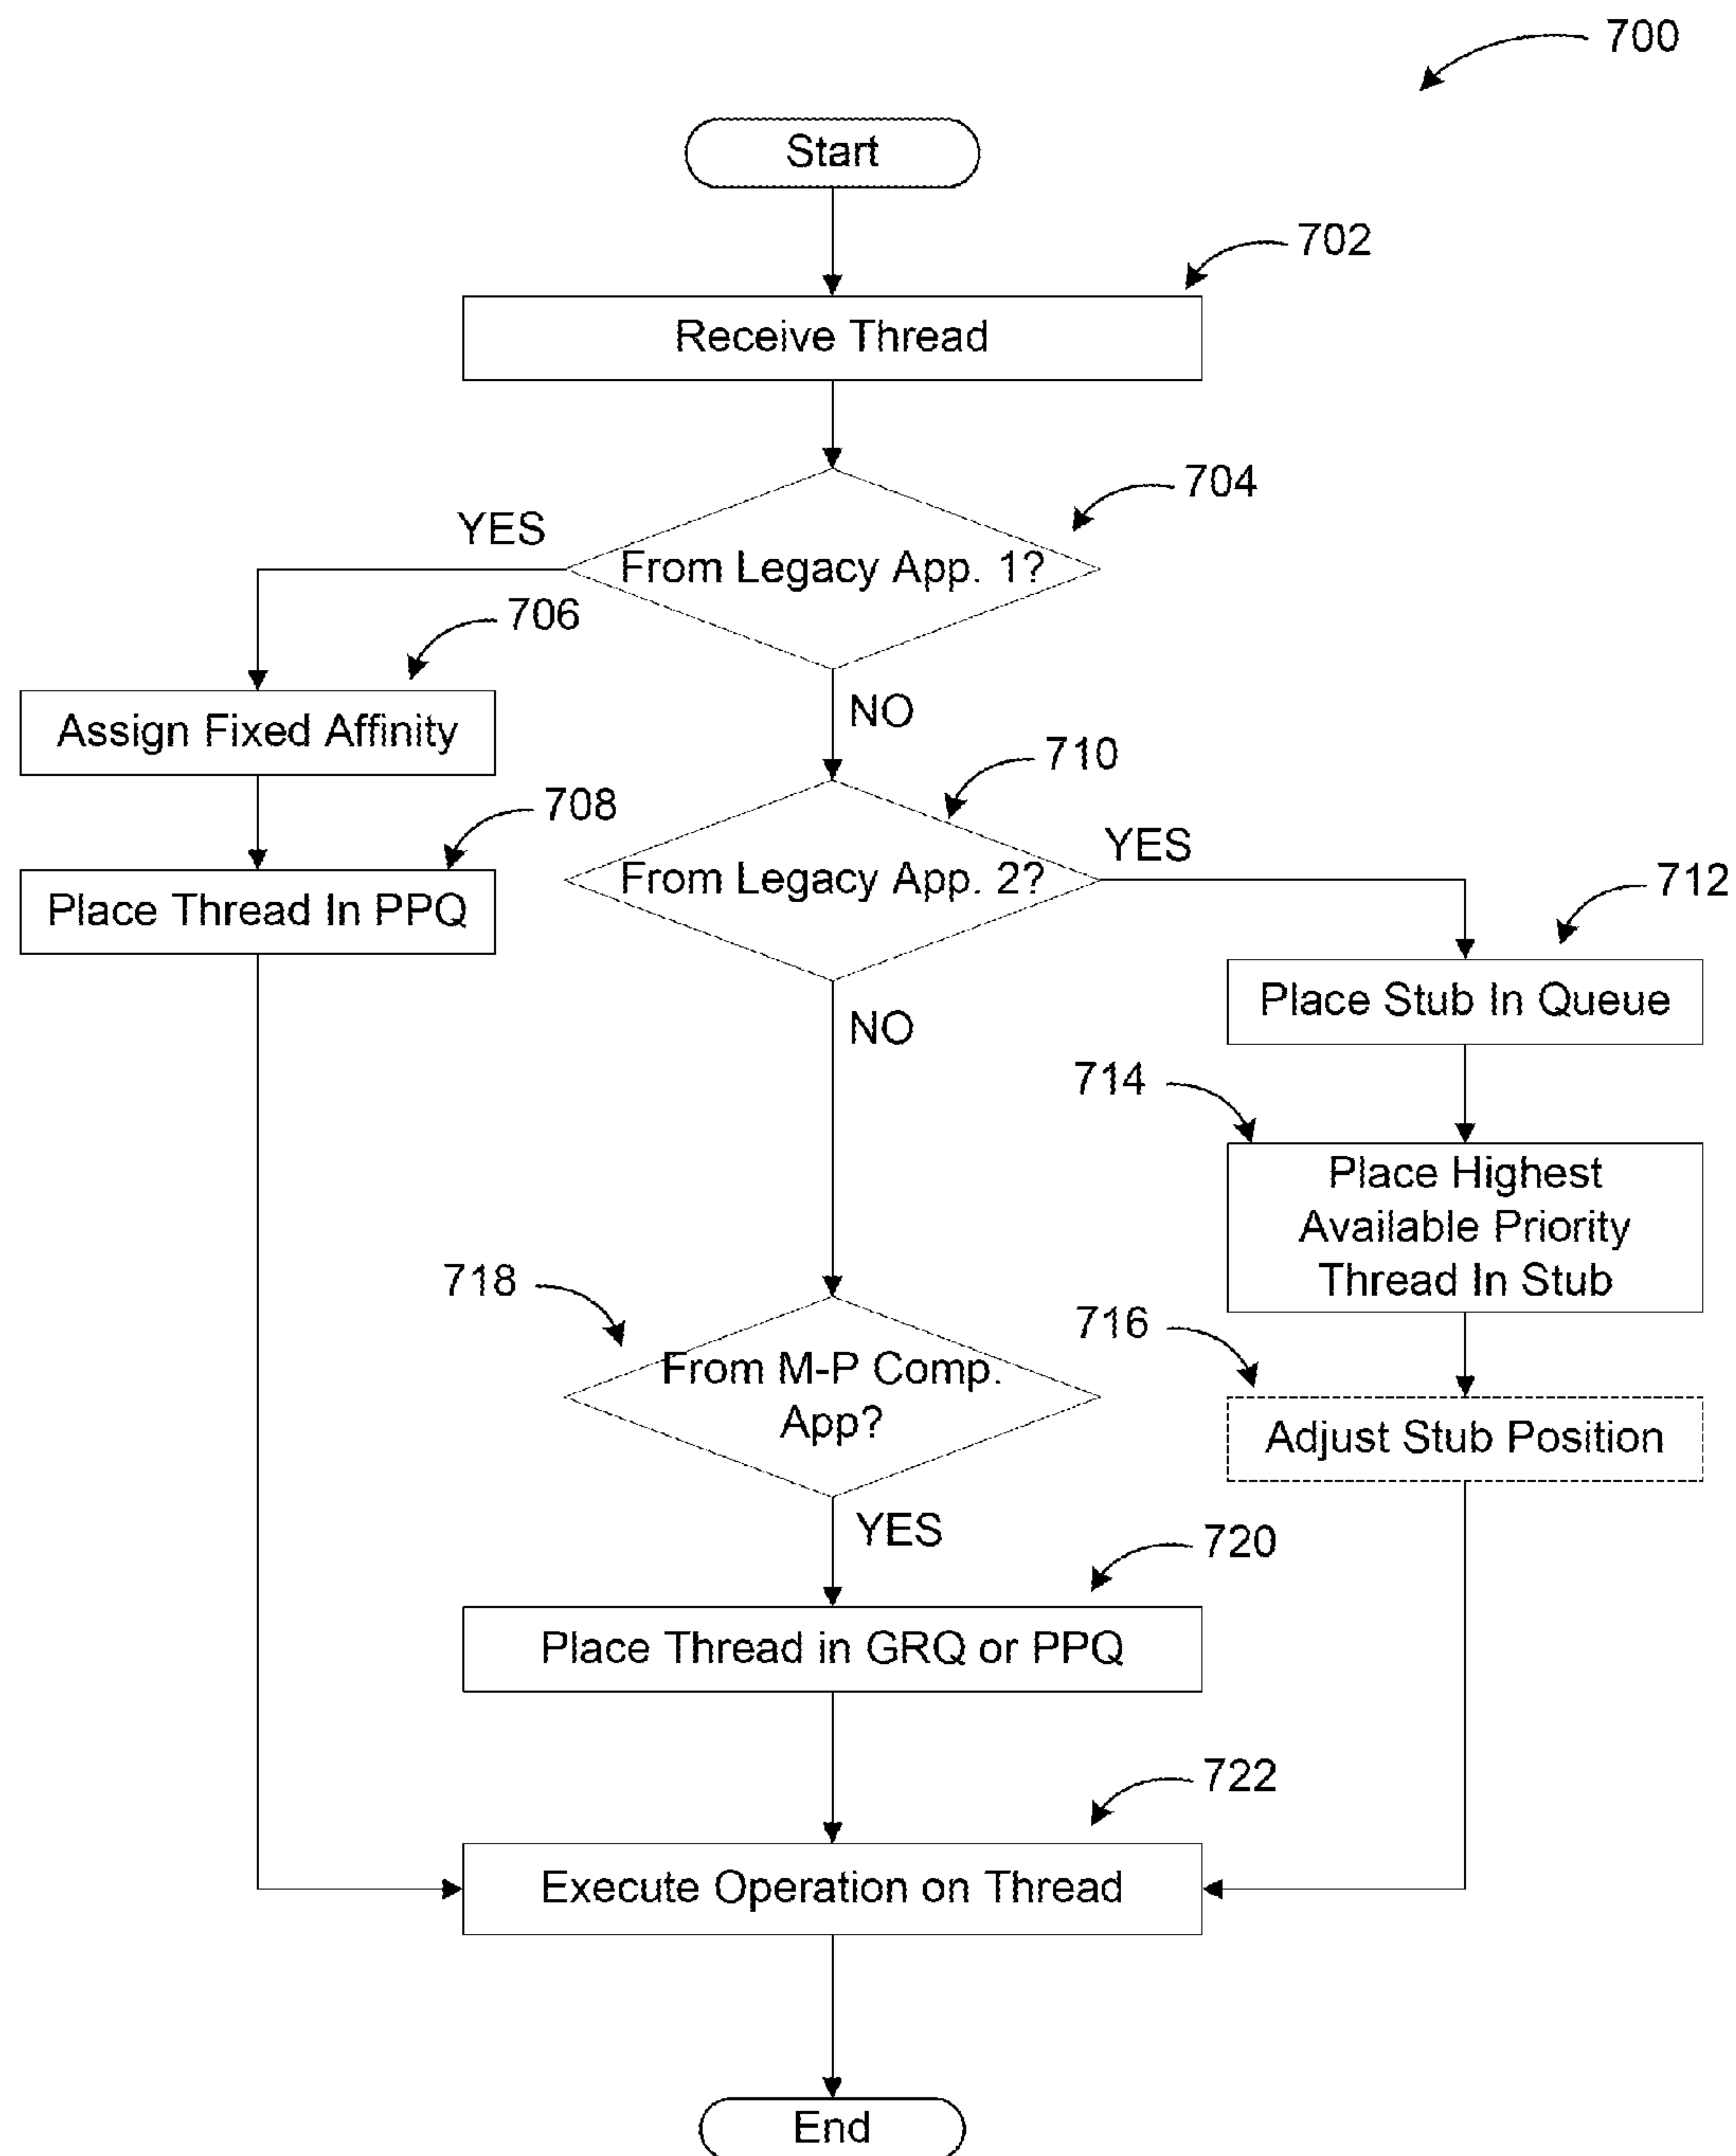 700
Start
702
Receive Thread
704
YES
From Legacy App. 1?
706
Assign Fixed Affinity
NO
710
708
YES
Place Thread In PPQ
From Legacy App. 2?
712
Place Stub In Queue
NO
714
Place Highest
Available Priority
Thread In Stub
718
716
From M-P Comp.
App?
Adjust Stub Position
YES
720
Place Thread in GRQ or PPQ
722
Execute Operation on Thread
End